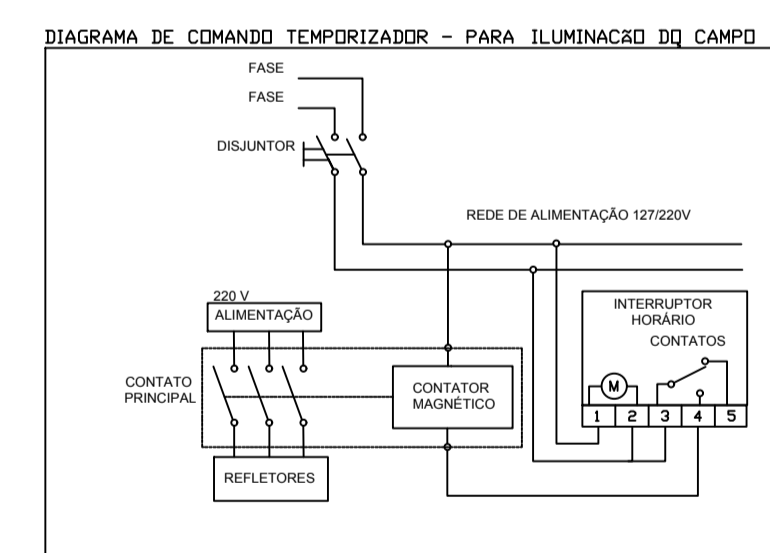 DIAGRAMA DE COMANDO TEMPORIZADOR - PARA ILUMINACÃO DO CAMPO
FASE
FASE
DISJUNTOR
REDE DE ALIMENTAÇÃO 127/220V
220 V
ALIMENTAÇÃO
INTERRUPTOR
HORÁRIO
CONTATOS
CONTATO
PRINCIPAL
CONTATOR
MAGNÉTICO
M
1 2 3 4 5
REFLETORES